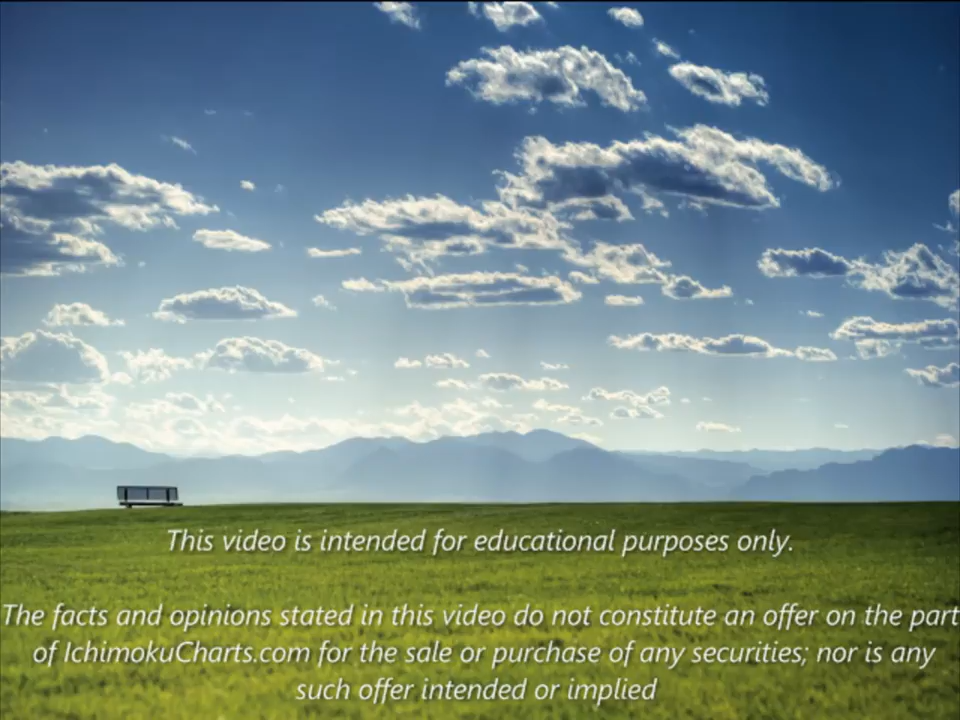 This video is intended for educational purposes only.
The facts and opinions stated in this video do not constitute an offer on the part
of IchimokuCharts.com for the sale or purchase of any securities; nor is any
such offer intended or implied